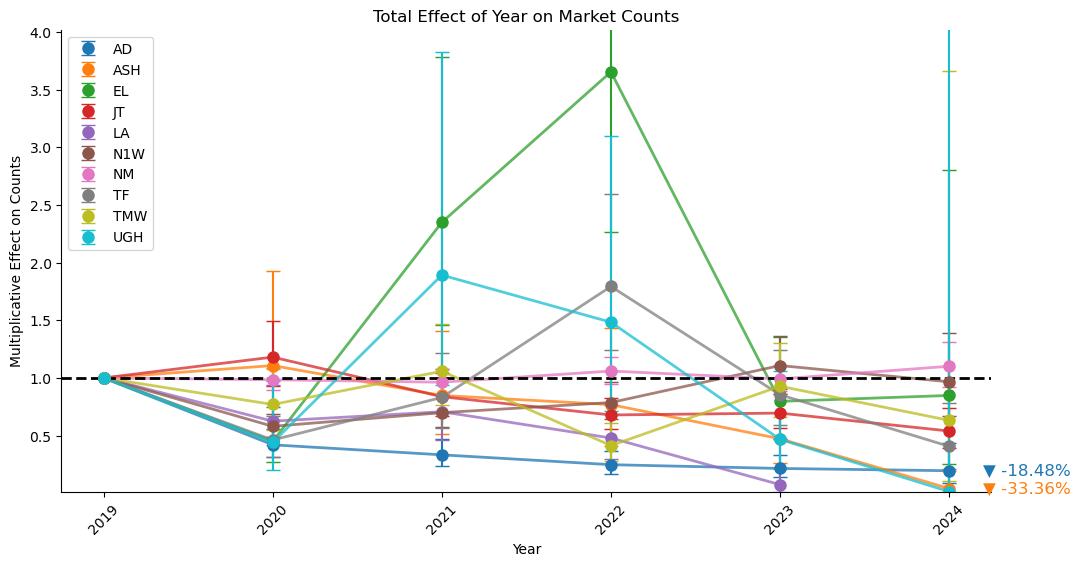 Total Effect of Year on Market Counts
Multiplicative Effect on Counts
4.0
3.5
3.0
2.5
2.0
1.5
1.0
0.5
AD
ASH
EL
JT
LA
N1W
NM
TF
TMW
UGH
▼ -18.48%
▼ -33.36%
2019
2020
2021
2022
2023
2024
Year